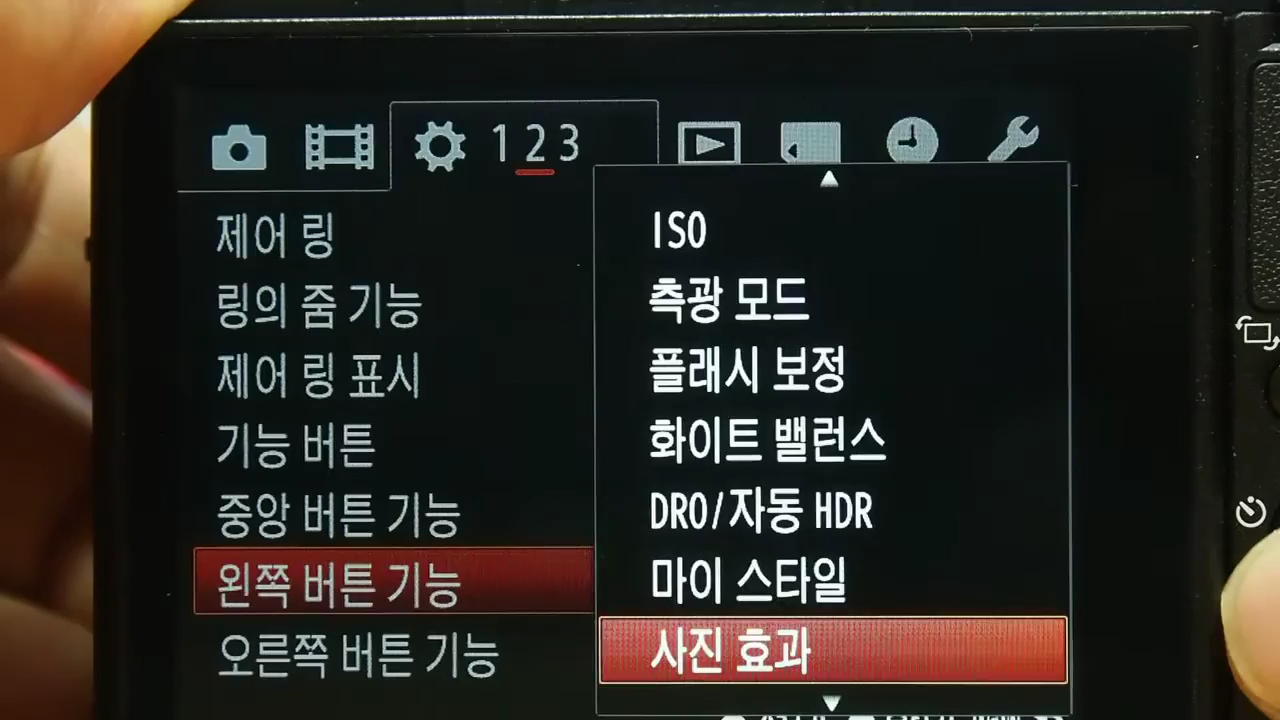 1 2 3
제어 링
링의 줌 기능
제어 링 표시
기능 버튼
중앙 버튼 기능
왼쪽 버튼 기능
오른쪽 버튼 기능
ISO
측광 모드
플래시 보정
화이트 밸런스
DRO/자동 HDR
마이 스타일
사진 효과